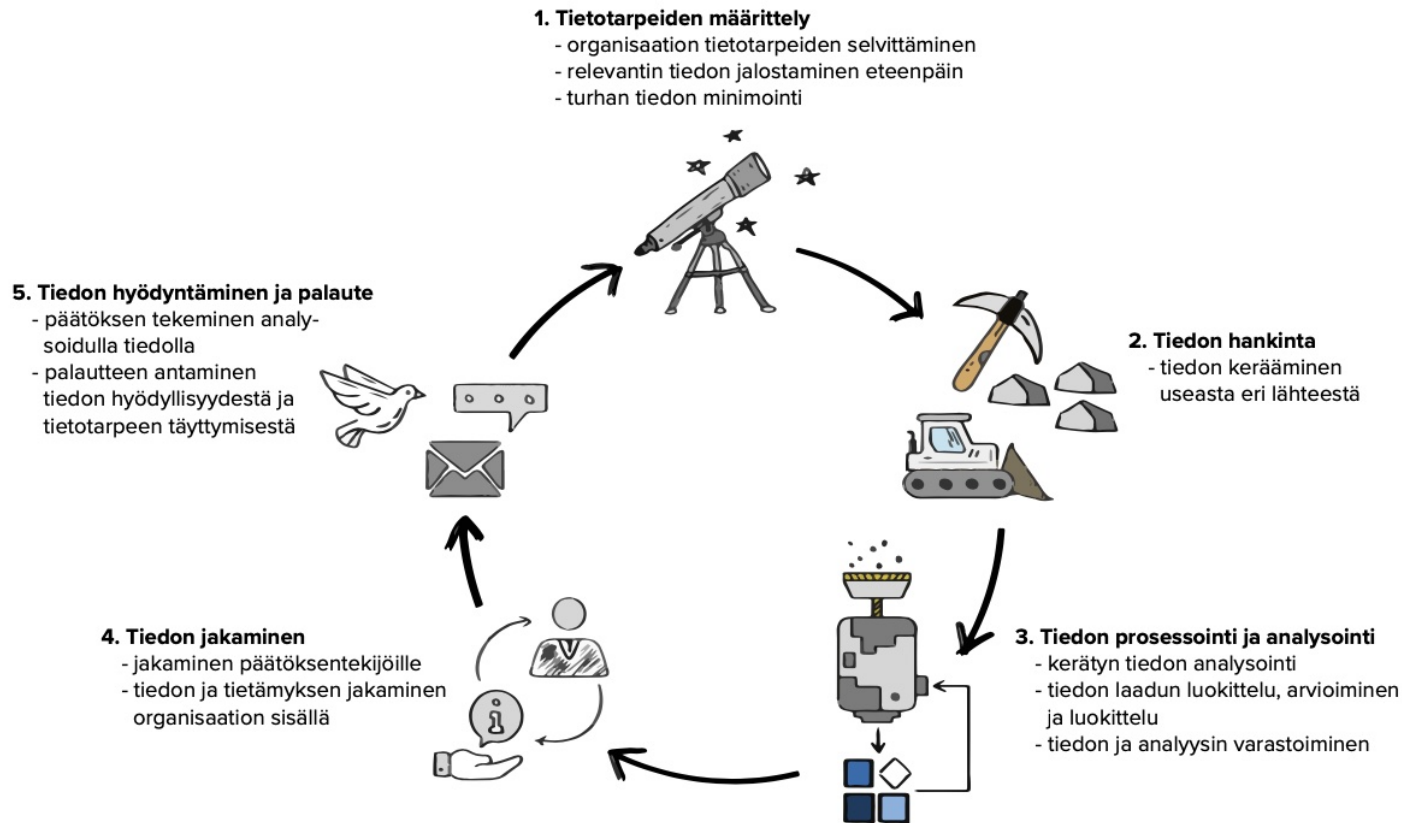 1. Tietotarpeiden määrittely
- organisaation tietotarpeiden selvittäminen
- relevantin tiedon jalostaminen eteenpäin
- turhan tiedon minimointi
2. Tiedon hankinta
- tiedon kerääminen
useasta eri lähteestä
3. Tiedon prosessointi ja analysointi
- kerätyn tiedon analysointi
- tiedon laadun luokittelu, arvioiminen
ja luokittelu
- tiedon ja analyysin varastoiminen
4. Tiedon jakaminen
- jakaminen päätöksentekijöille
- tiedon ja tietämyksen jakaminen
organisaation sisällä
i
5. Tiedon hyödyntäminen ja palaute
- päätöksen tekeminen analy-
soidulla tiedolla
- palautteen antaminen
tiedon hyödyllisyydestä ja
tietotarpeen täyttymisestä